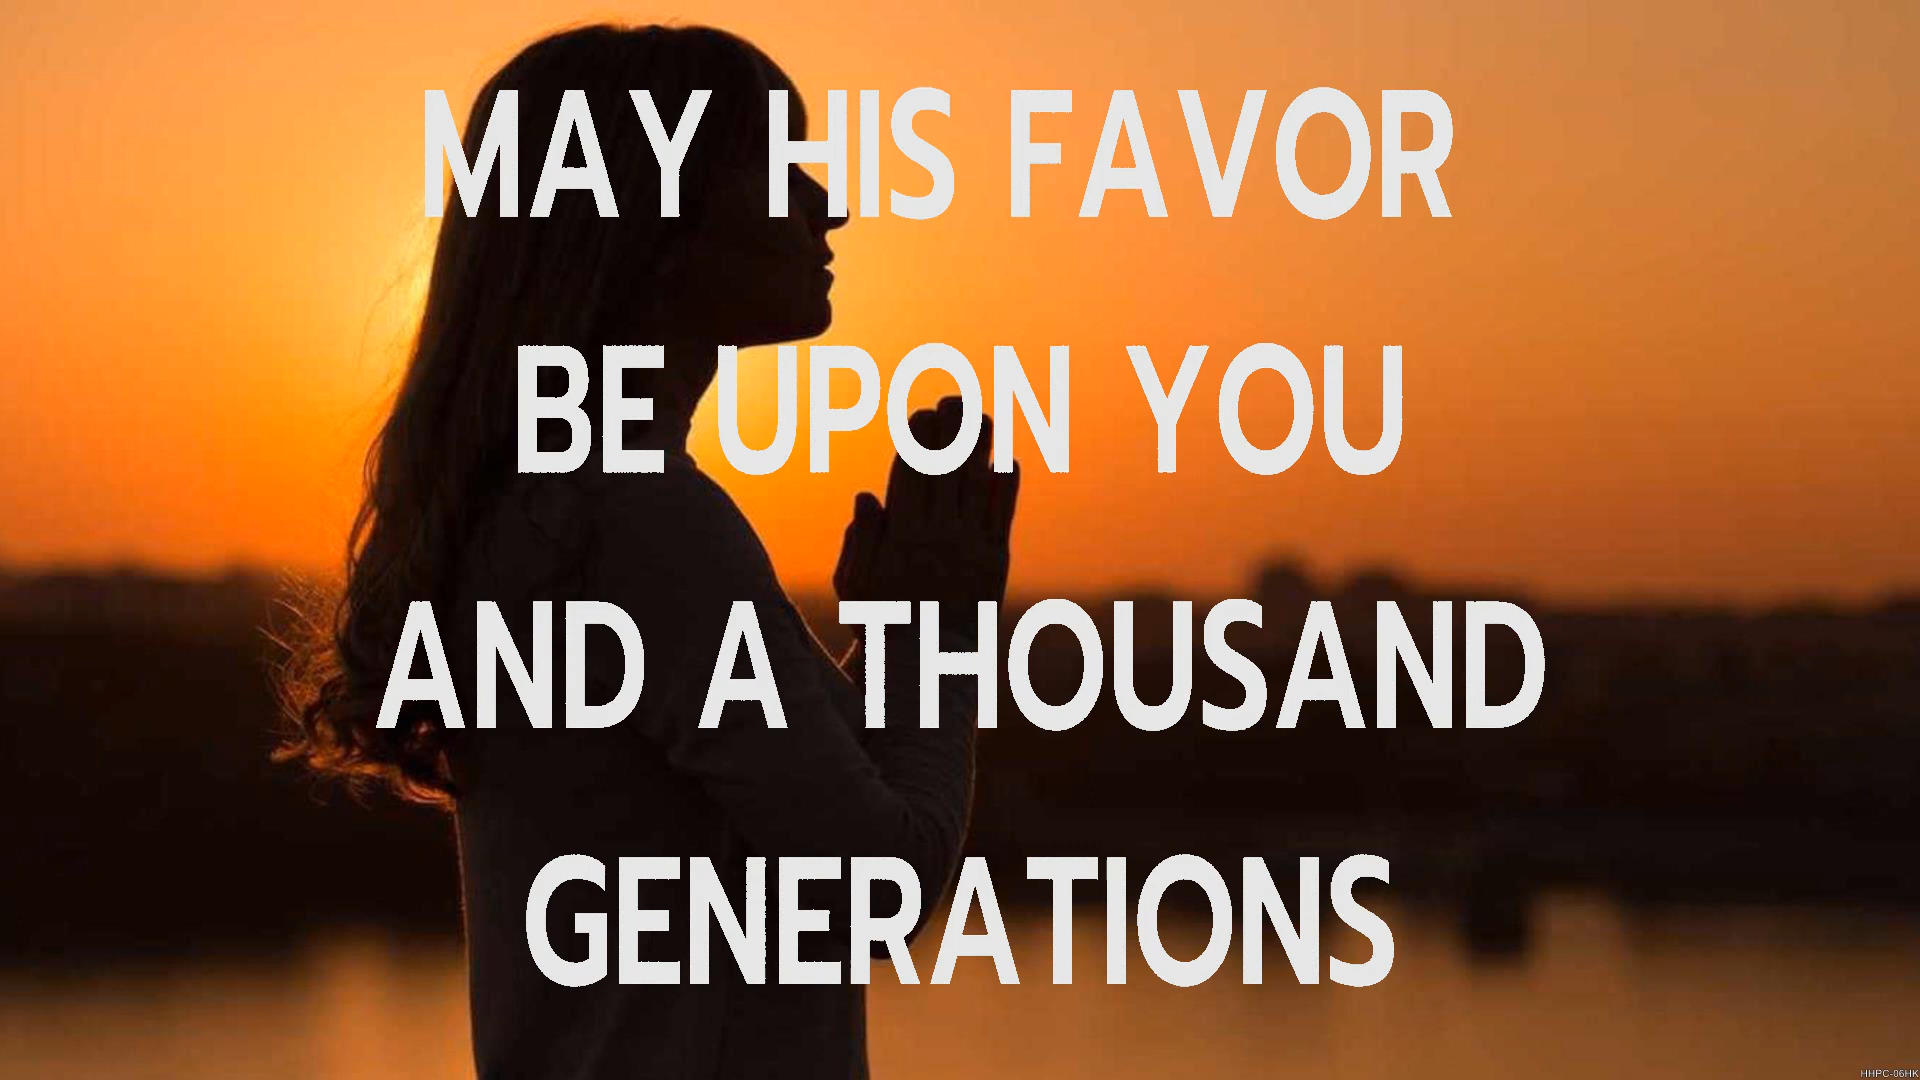 MAY HIS FAVOR
BE UPON YOU
AND A THOUSAND
GENERATIONS
HHPC-06HK